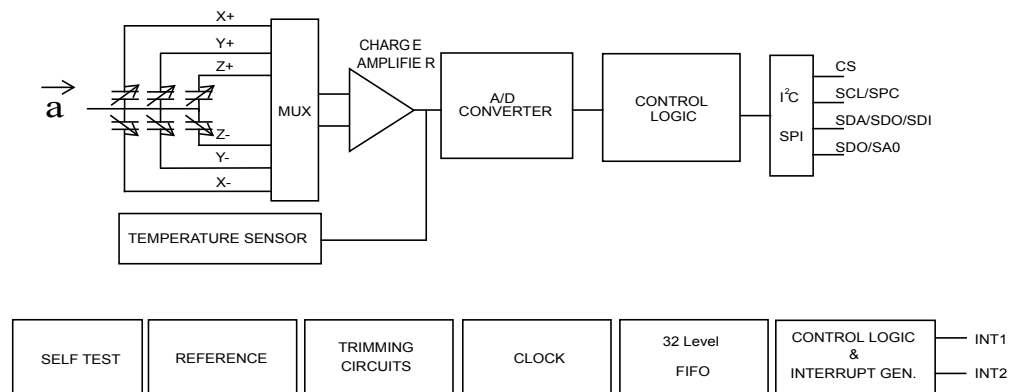 X+
Y+
Z+
a
Z-
Y-
X-
MUX
CHARGE
AMPLIFIER
A/D
CONVERTER
CONTROL
LOGIC
I²C
SPI
CS
SCL/SPC
SDA/SDO/SDI
SDO/SA0
TEMPERATURE SENSOR
SELF TEST
REFERENCE
TRIMMING
CIRCUITS
CLOCK
32 Level
FIFO
CONTROL LOGIC
&
INTERRUPT GEN.
INT1
INT2